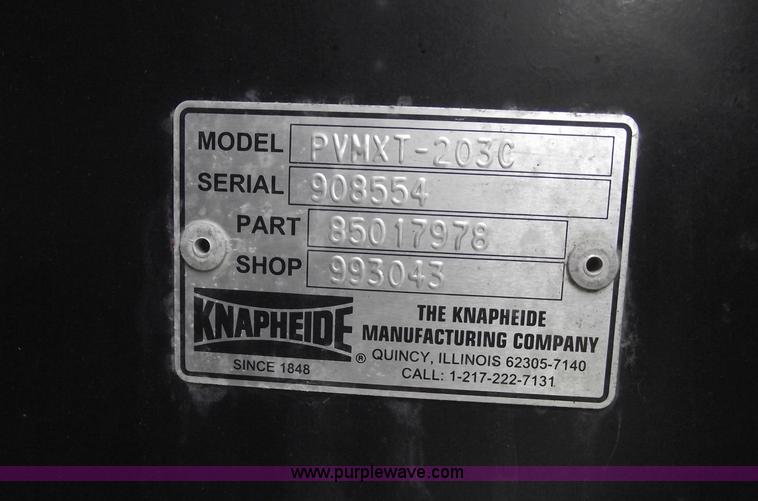 MODEL PVMXT-203C
SERIAL 908554
PART 85017978
SHOP 993043
KNAPHEIDE ®
SINCE 1848
THE KNAPHEIDE
MANUFACTURING COMPANY
QUINCY, ILLINOIS 62305-7140
CALL: 1-217-222-7131
www.purplewave.com